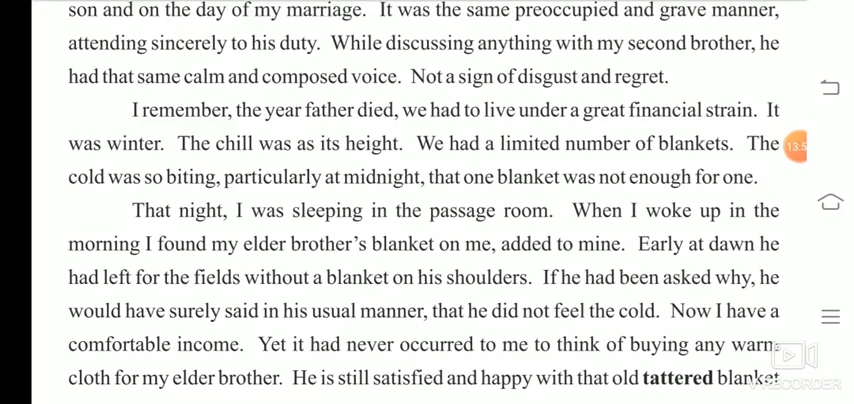 son and on the day of my marriage. It was the same preoccupied and grave manner,
attending sincerely to his duty. While discussing anything with my second brother, he
had that same calm and composed voice. Not a sign of disgust and regret.
I remember, the year father died, we had to live under a great financial strain. It
was winter. The chill was as its height. We had a limited number of blankets. The
13:5
cold was so biting, particularly at midnight, that one blanket was not enough for one.
That night, I was sleeping in the passage room. When I woke up in the
morning I found my elder brother's blanket on me, added to mine. Early at dawn he
had left for the fields without a blanket on his shoulders. If he had been asked why, he
would have surely said in his usual manner, that he did not feel the cold. Now I have a
comfortable income. Yet it had never occurred to me to think of buying any warm
cloth for my elder brother. He is still satisfied and happy with that old tattered blanket
RECORDER